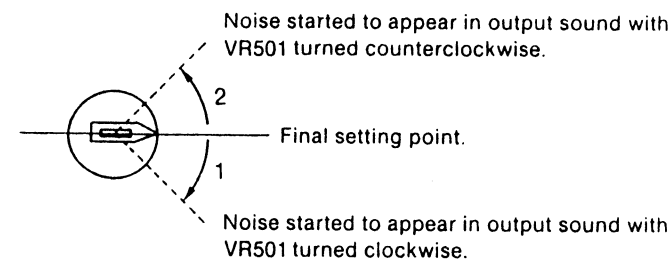 Noise started to appear in output sound with
VR501 turned counterclockwise.
2
Final setting point.
1
Noise started to appear in output sound with
VR501 turned clockwise.